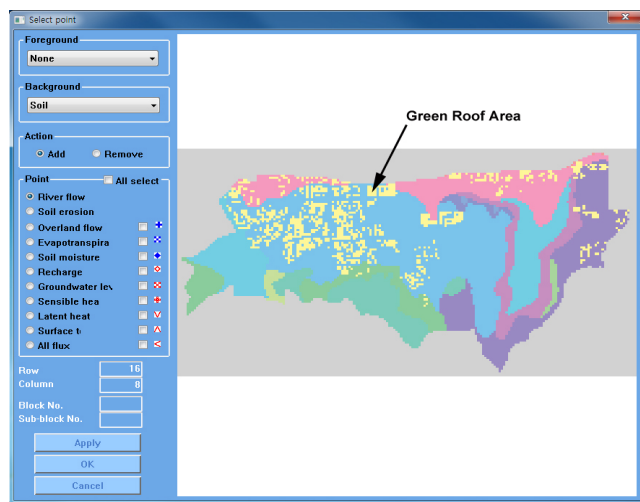 Select point
Foreground
None
Background
Soil
Action
Add
Remove
Point
All select
River flow
Soil erosion
Overland flow
Evapotranspira
Soil moisture
Recharge
Groundwater lev
Sensible hea
Latent heat
Surface t
All flux
Row
16
Column
8
Block No.
Sub-block No.
Apply
OK
Cancel
Green Roof Area